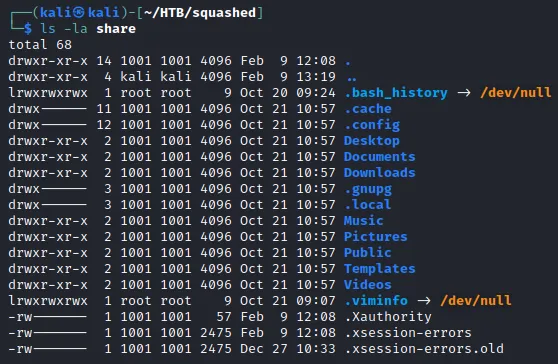 ┌──(kali㉿kali)-[~/HTB/squashed]
└─$ ls -la share
total 68
drwxr-xr-x 14 1001 1001 4096 Feb  9 12:08 .
drwxr-xr-x  4 kali kali 4096 Feb  9 13:19 ..
lrwxrwxrwx  1 root root    9 Oct 20 09:24 .bash_history → /dev/null
drwx------ 11 1001 1001 4096 Oct 21 10:57 .cache
drwx------ 12 1001 1001 4096 Oct 21 10:57 .config
drwxr-xr-x  2 1001 1001 4096 Oct 21 10:57 Desktop
drwxr-xr-x  2 1001 1001 4096 Oct 21 10:57 Documents
drwxr-xr-x  2 1001 1001 4096 Oct 21 10:57 Downloads
drwx------  3 1001 1001 4096 Oct 21 10:57 .gnupg
drwx------  3 1001 1001 4096 Oct 21 10:57 .local
drwxr-xr-x  2 1001 1001 4096 Oct 21 10:57 Music
drwxr-xr-x  2 1001 1001 4096 Oct 21 10:57 Pictures
drwxr-xr-x  2 1001 1001 4096 Oct 21 10:57 Public
drwxr-xr-x  2 1001 1001 4096 Oct 21 10:57 Templates
drwxr-xr-x  2 1001 1001 4096 Oct 21 10:57 Videos
lrwxrwxrwx  1 root root    9 Oct 21 09:07 .viminfo → /dev/null
-rw-------  1 1001 1001   57 Feb  9 12:08 .Xauthority
-rw-------  1 1001 1001 2475 Feb  9 12:08 .xsession-errors
-rw-------  1 1001 1001 2475 Dec 27 10:33 .xsession-errors.old